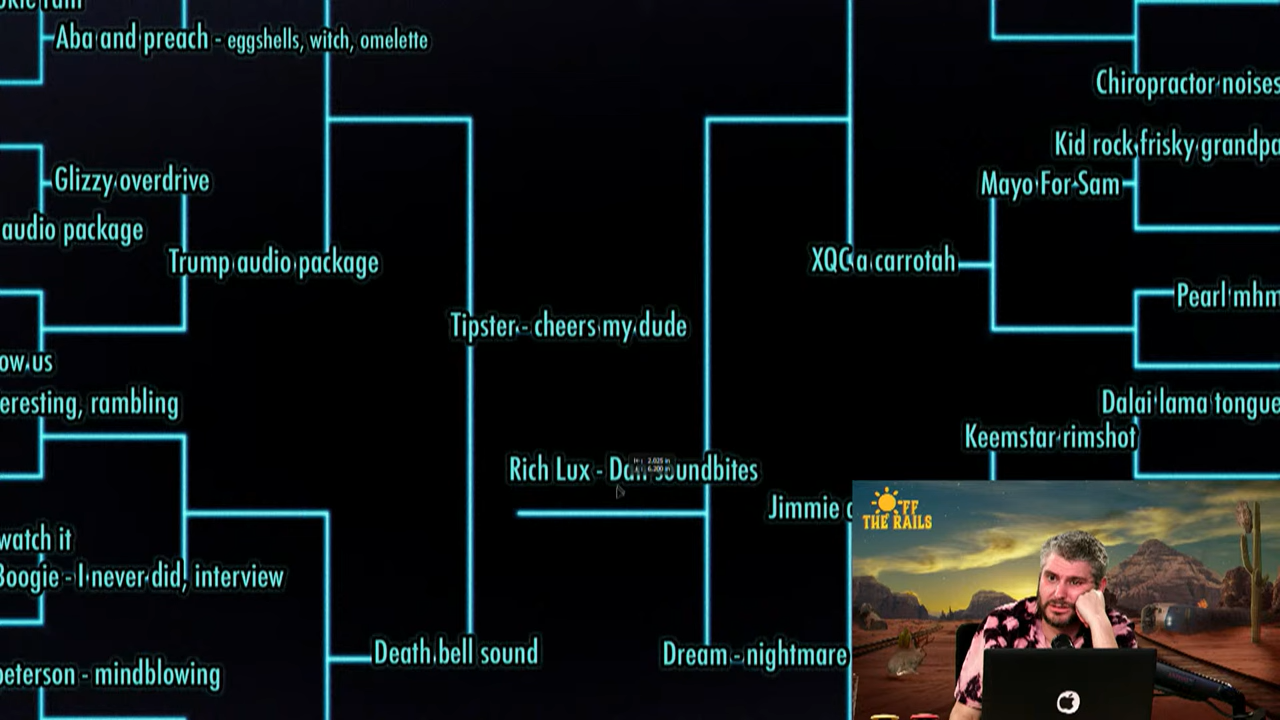 Aba and preach - eggshells, witch, omelette
Chiropractor noises
Kid rock frisky grandpa
Glizzy overdrive
Mayo For Sam
audio package
Trump audio package
XQC a carrotah
Pearl mhm
Tipster - cheers my dude
ow us
eresting, rambling
Dalai lama tongue
Keemstar rimshot
Rich Lux - Dan soundbites
Jimmie
OFF
THE RAILS
watch it
Boogie - I never did, interview
Death bell sound
Dream - nightmare
peterson - mindblowing